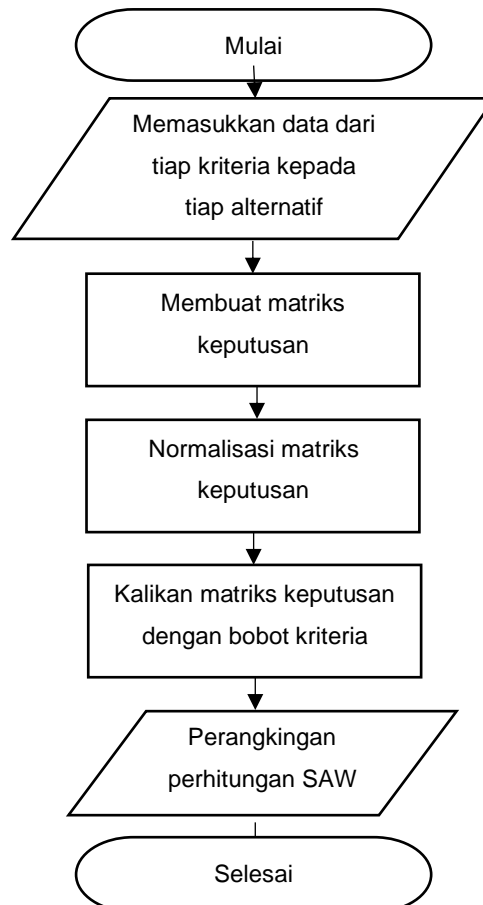 Mulai
Memasukkan data dari
tiap kriteria kepada
tiap alternatif
Membuat matriks
keputusan
Normalisasi matriks
keputusan
Kalikan matriks keputusan
dengan bobot kriteria
Perangkingan
perhitungan SAW
Selesai